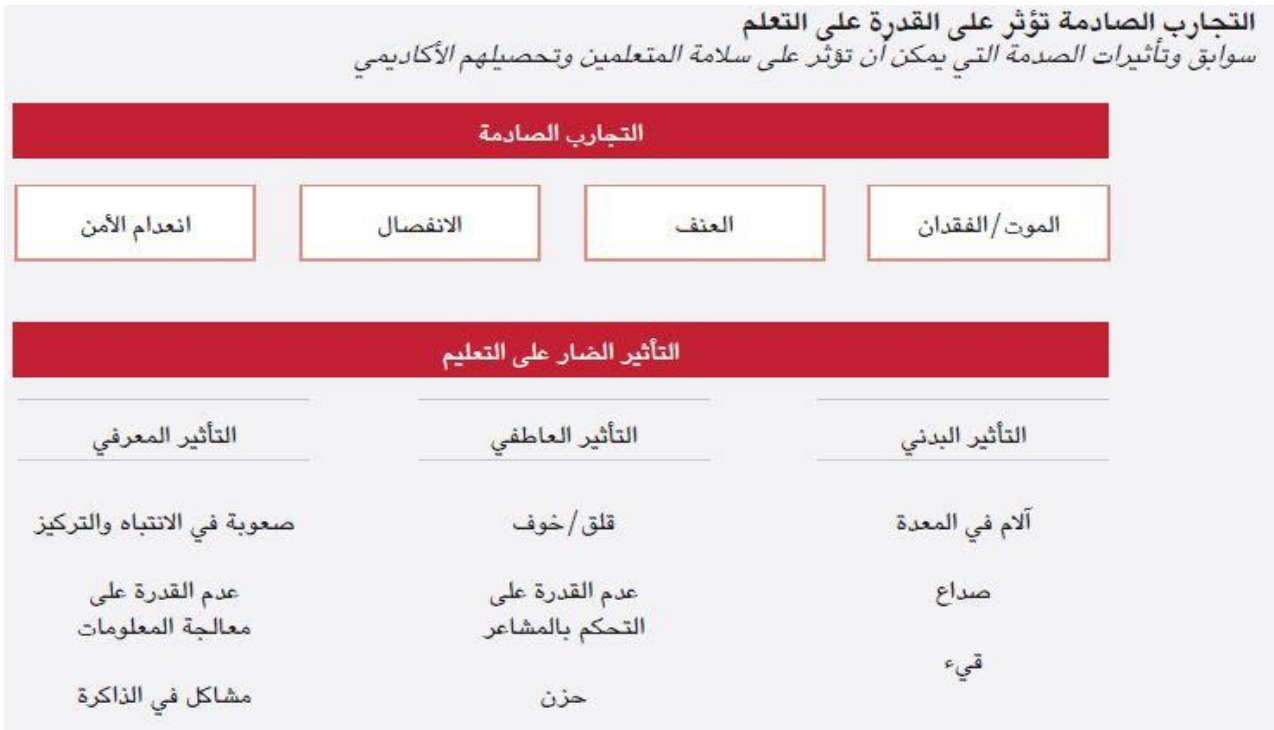 التجارب الصادمة تؤثر على القدرة على التعلم
سوابق وتأثيرات الصدمة التي يمكن أن تؤثر على سلامة المتعلمين وتحصيلهم الأكاديمي
التجارب الصادمة
الموت/الفقدان
العنف
الانفصال
انعدام الأمن
التأثير الضار على التعليم
التأثير البدني
آلام في المعدة
صداع
قيء
التأثير العاطفي
قلق/خوف
عدم القدرة على
التحكم بالمشاعر
حزن
التأثير المعرفي
صعوبة في الانتباه والتركيز
عدم القدرة على
معالجة المعلومات
مشاكل في الذاكرة